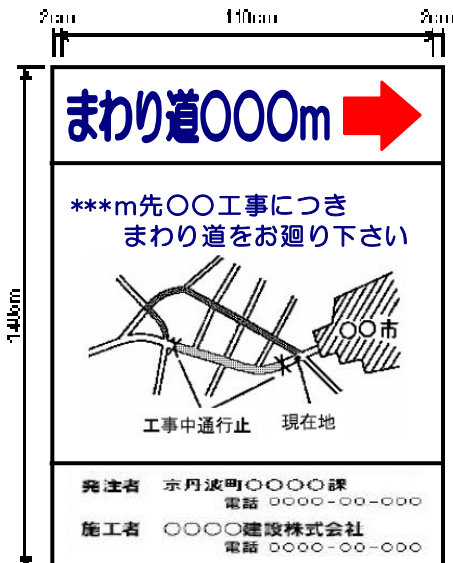 2cm 110cm 2cm
まわり道〇〇〇m
140cm
***m先〇〇工事につき
まわり道をお廻り下さい
〇〇市
工事中通行止 現在地
発注者 京丹波町〇〇〇〇課
電話 〇〇〇〇-〇〇-〇〇〇
施工者 〇〇〇〇建設株式会社
電話 〇〇〇〇-〇〇-〇〇〇